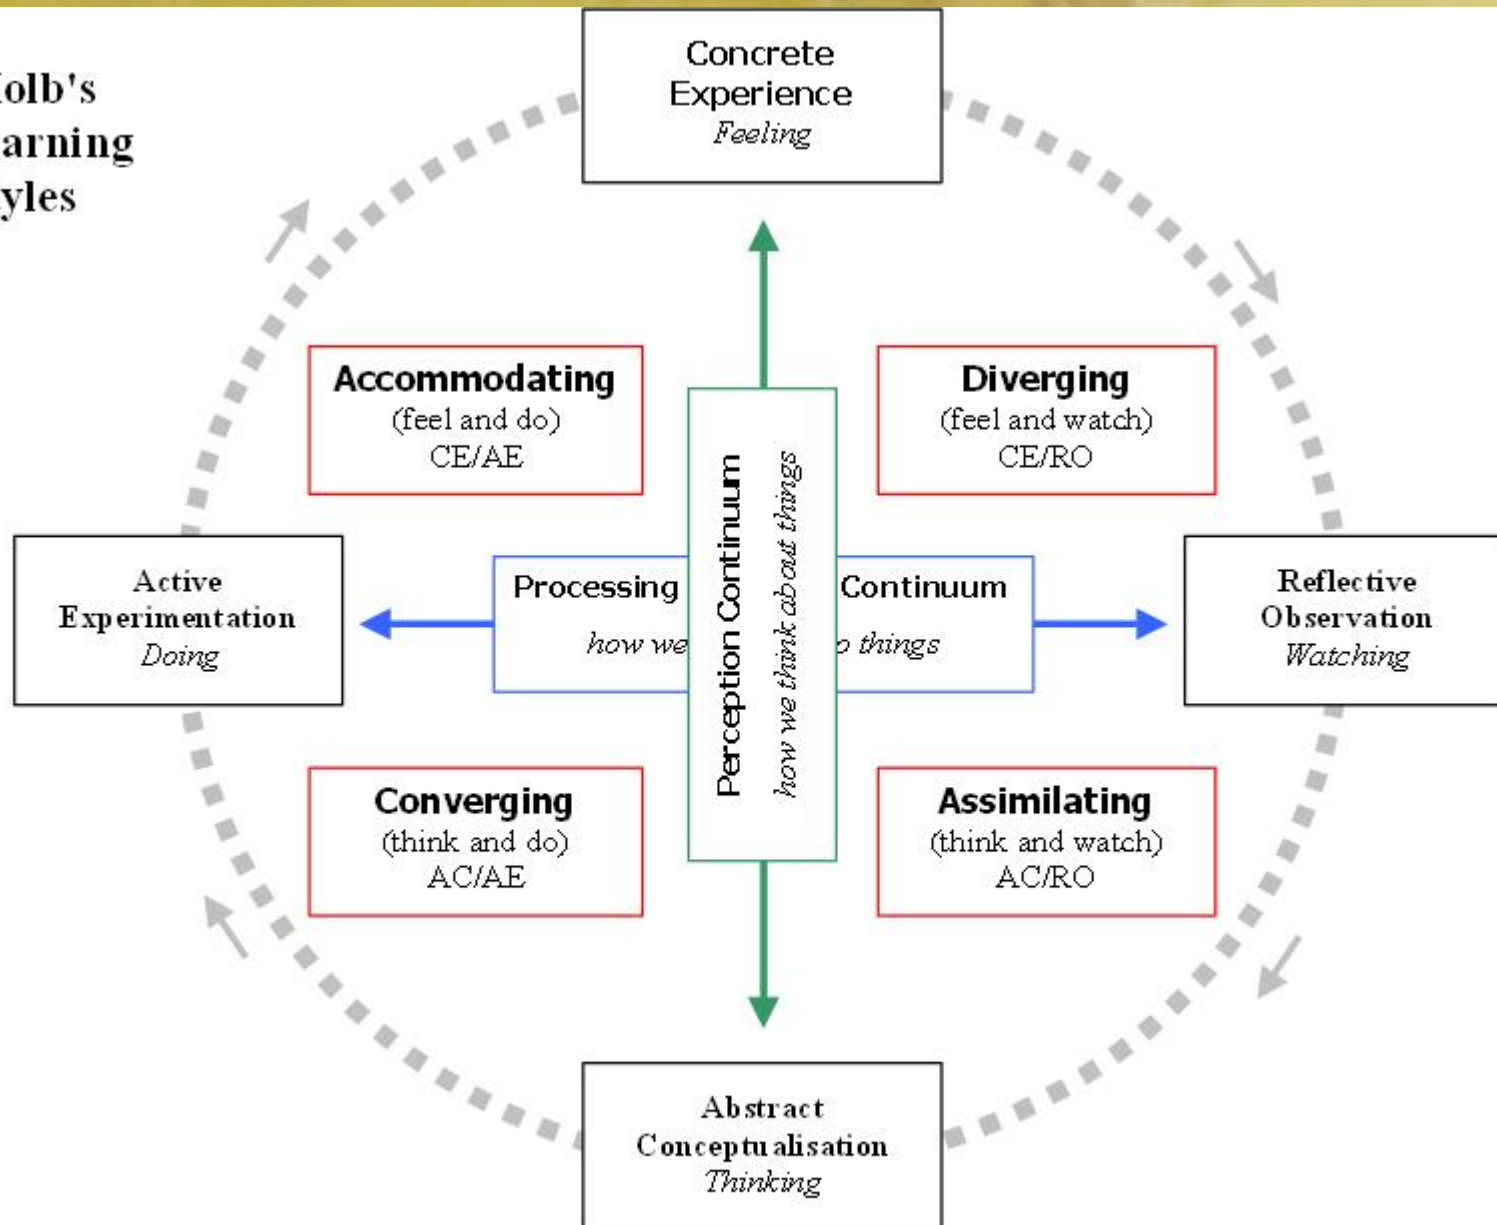 olb's
arning
yles
Concrete
Experience
Feeling
Accommodating
(feel and do)
CE/AE
Diverging
(feel and watch)
CE/RO
Active
Experimentation
Doing
Processing Continuum
how we o things
Perception Continuum
how we think about things
Reflective
Observation
Watching
Converging
(think and do)
AC/AE
Assimilating
(think and watch)
AC/RO
Abstract
Conceptualisation
Thinking